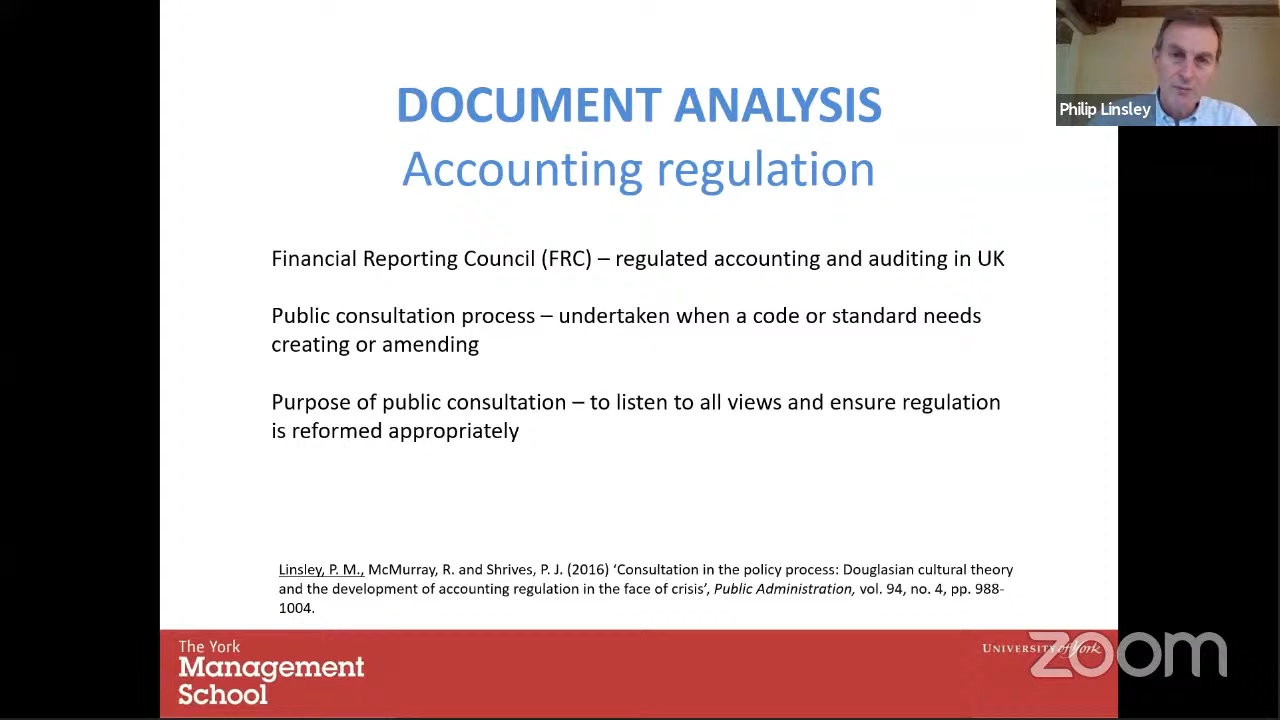 DOCUMENT ANALYSIS
Accounting regulation
Philip Linsley
Financial Reporting Council (FRC) – regulated accounting and auditing in UK
Public consultation process – undertaken when a code or standard needs
creating or amending
Purpose of public consultation – to listen to all views and ensure regulation
is reformed appropriately
Linsley, P. M., McMurray, R. and Shrives, P. J. (2016) ‘Consultation in the policy process: Douglasian cultural theory
and the development of accounting regulation in the face of crisis’, Public Administration, vol. 94, no. 4, pp. 988-
1004.
The York
Management
School
UNIVERSITY of York
zoom